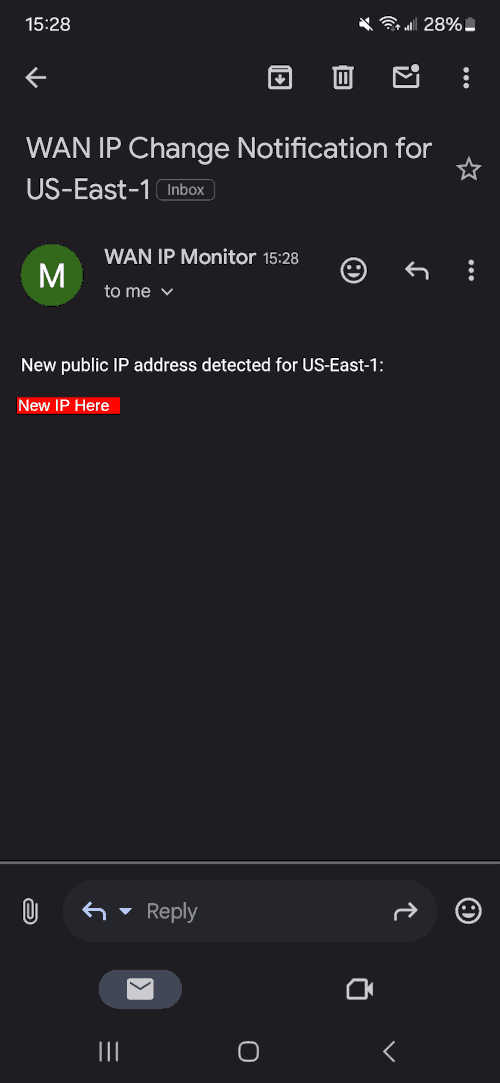 15:28 28%
WAN IP Change Notification for
US-East-1 Inbox
M
WAN IP Monitor 15:28
to me
New public IP address detected for US-East-1:
New IP Here
Reply